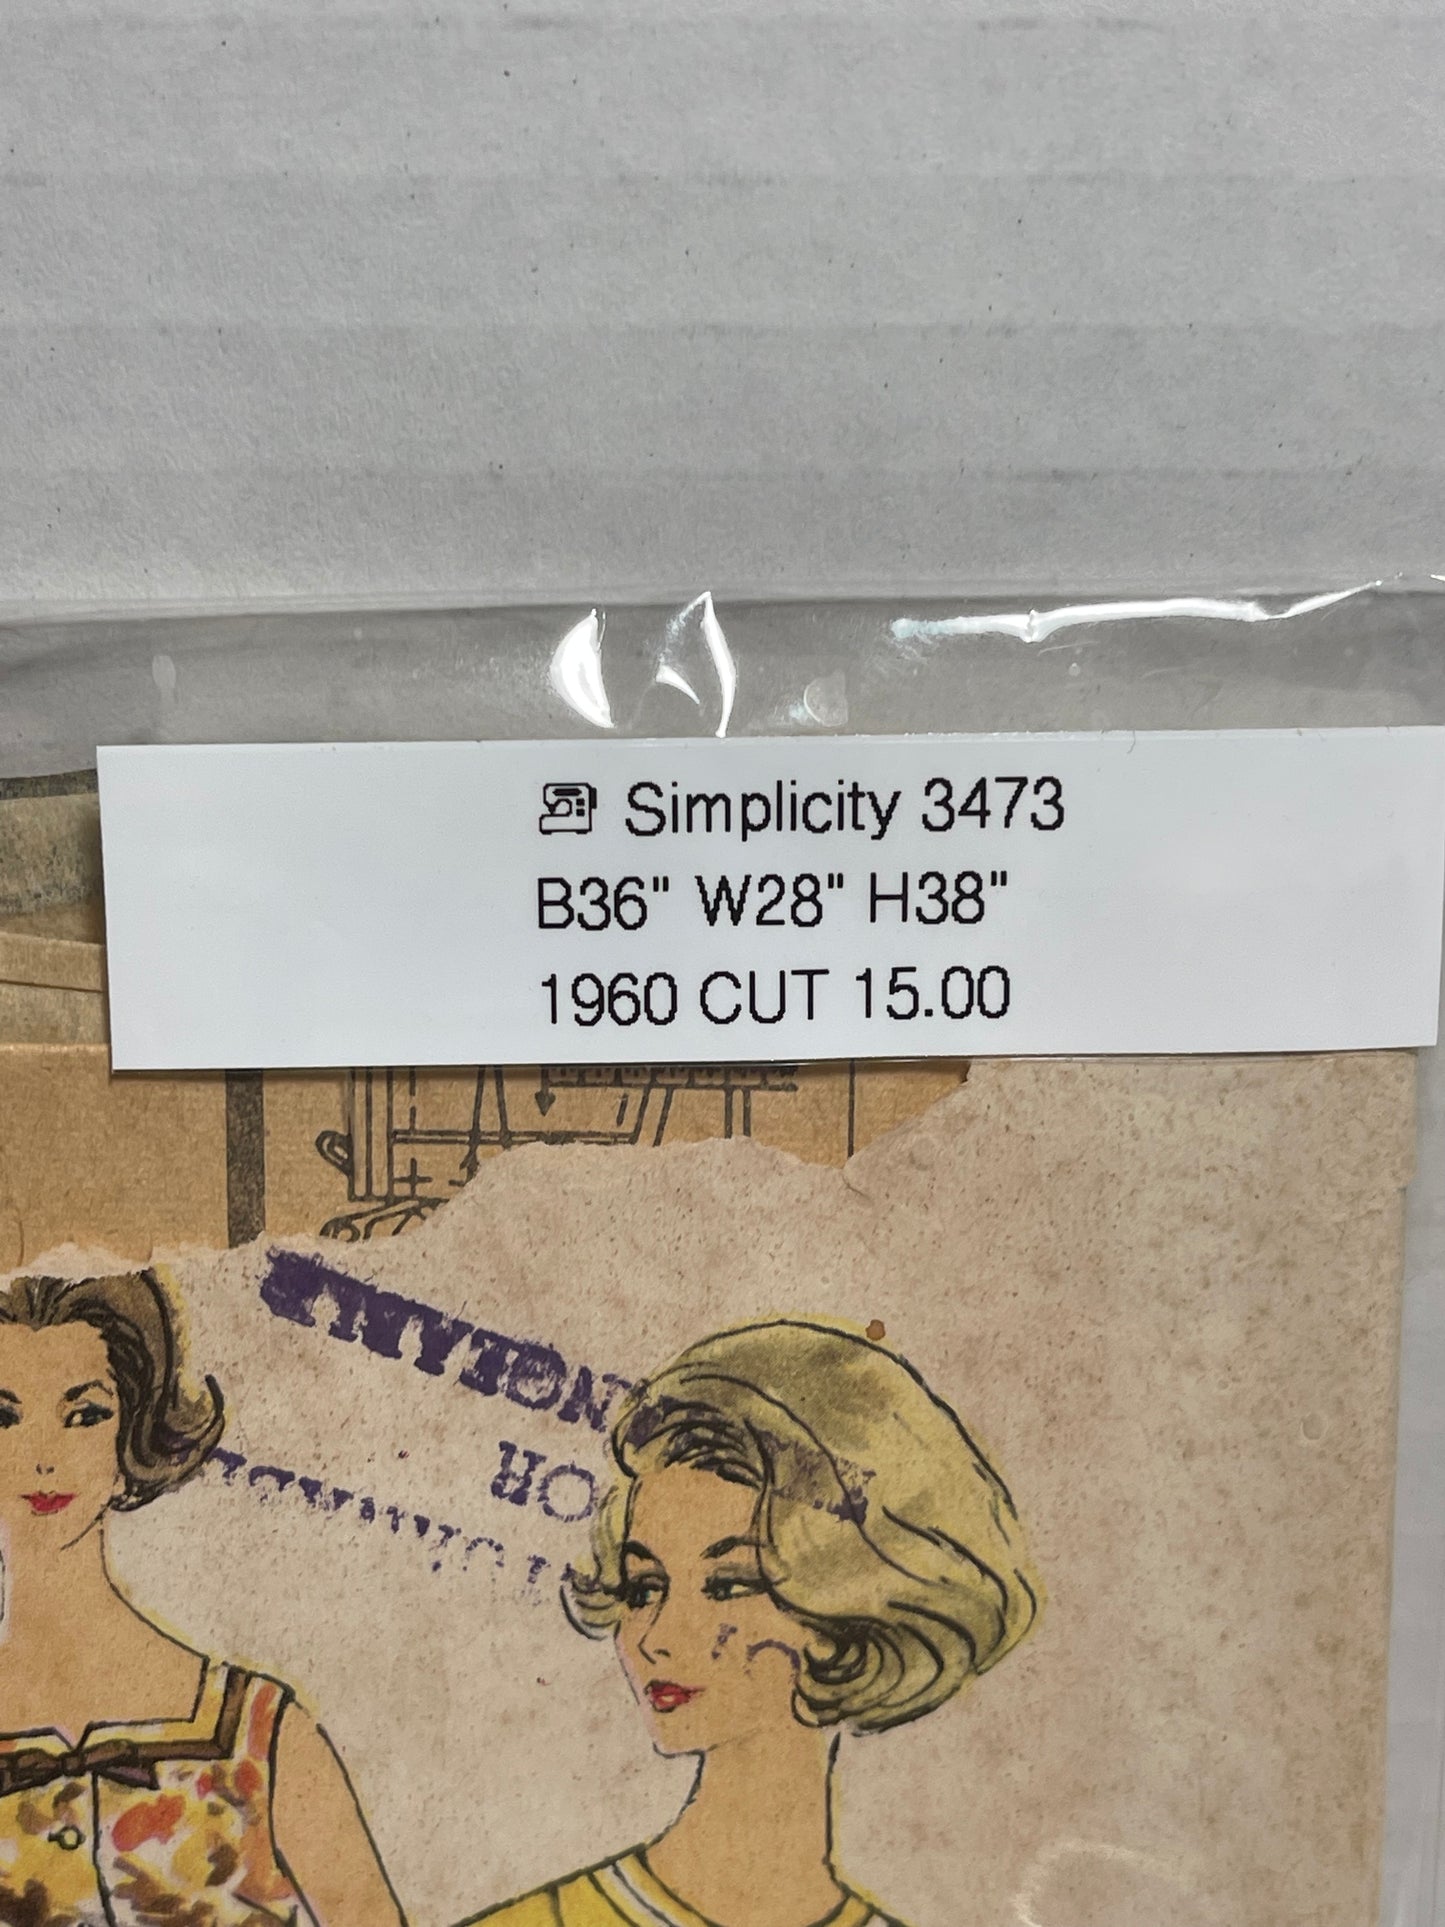 Simplicity 3473
B36" W28" H38"
1960 CUT 15.00